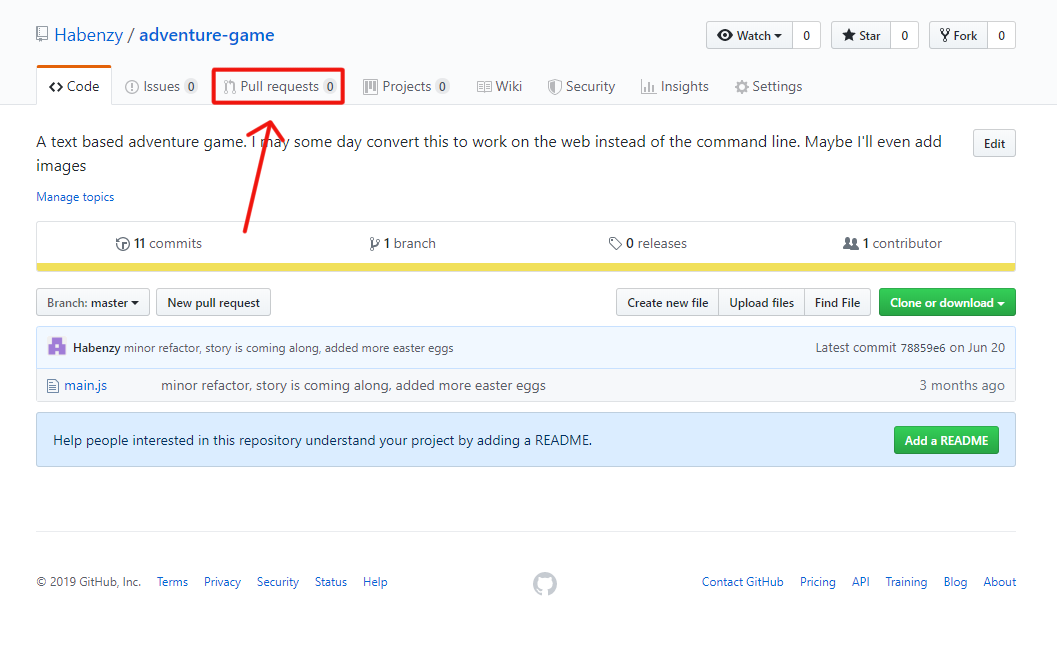 Habenzy / adventure-game
Watch 0 Star 0 Fork 0
Code Issues 0 Pull requests 0 Projects 0 Wiki Security Insights Settings
A text based adventure game. I may some day convert this to work on the web instead of the command line. Maybe I'll even add
images
Edit
Manage topics
11 commits 1 branch 0 releases 1 contributor
Branch: master New pull request Create new file Upload files Find File Clone or download
Habenzy minor refactor, story is coming along, added more easter eggs Latest commit 78859e6 on Jun 20
main.js minor refactor, story is coming along, added more easter eggs 3 months ago
Help people interested in this repository understand your project by adding a README. Add a README
© 2019 GitHub, Inc. Terms Privacy Security Status Help Contact GitHub Pricing API Training Blog About